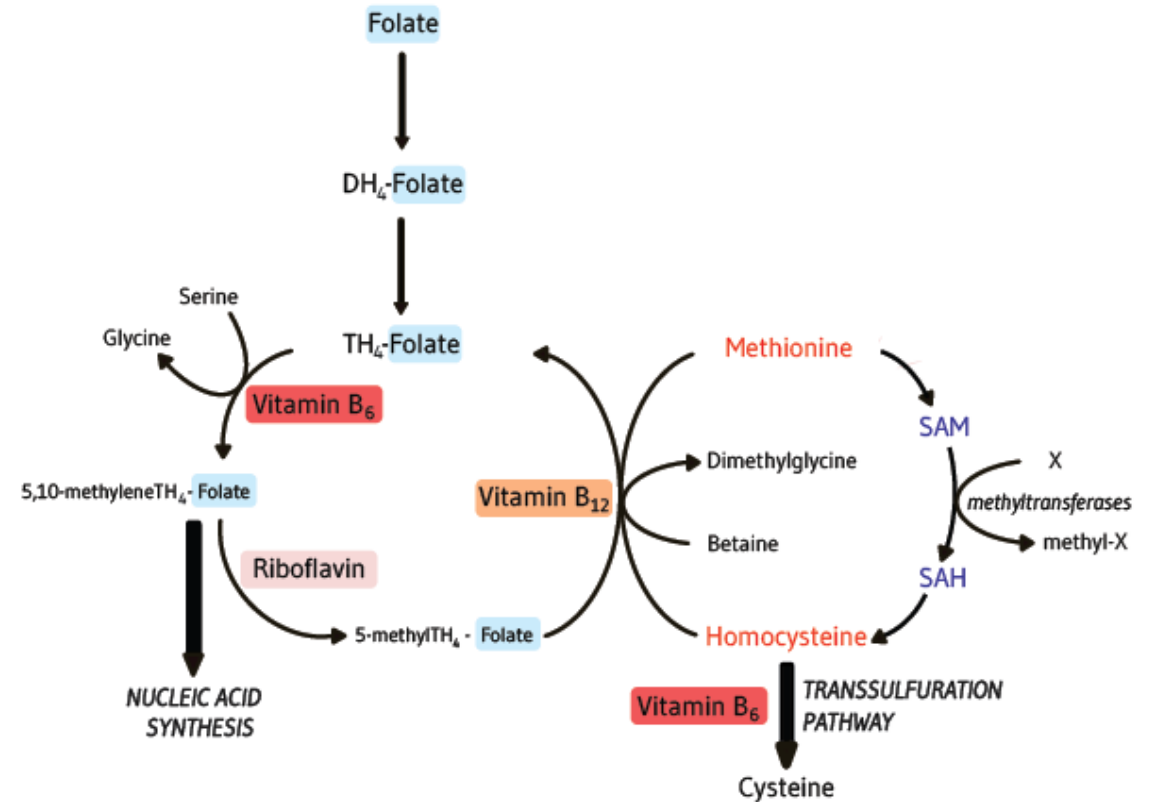 Folate
DH₄-Folate
Serine
Glycine
TH₄-Folate
Methionine
Vitamin B₆
SAM
Dimethylglycine
X
5,10-methyleneTH₄-Folate
Vitamin B₁₂
methyltransferases
Betaine
methyl-X
Riboflavin
SAH
5-methylTH₄ - Folate
Homocysteine
NUCLEIC ACID
SYNTHESIS
Vitamin B₆
TRANSSULFURATION
PATHWAY
Cysteine